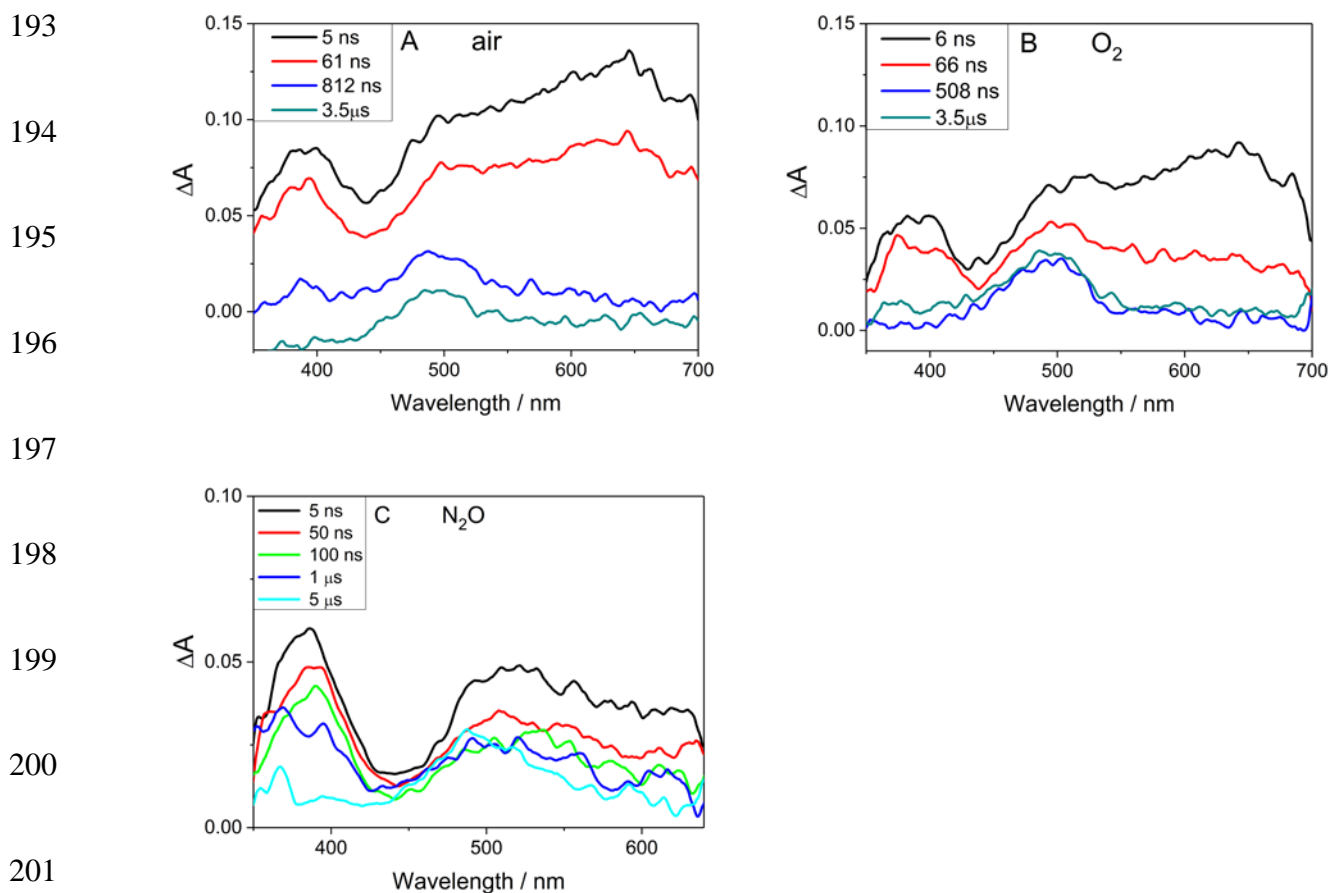 193
0.15
5 ns
61 ns
812 ns
3.5μs
A
air
0.10
0.05
0.00
ΔA
400
500
600
700
Wavelength / nm
0.15
6 ns
66 ns
508 ns
3.5μs
B
O₂
0.10
0.05
0.00
ΔA
400
500
600
700
Wavelength / nm
194
195
196
197
0.10
5 ns
50 ns
100 ns
1 μs
5 μs
C
N₂O
0.05
0.00
ΔA
400
500
600
Wavelength / nm
198
199
200
201